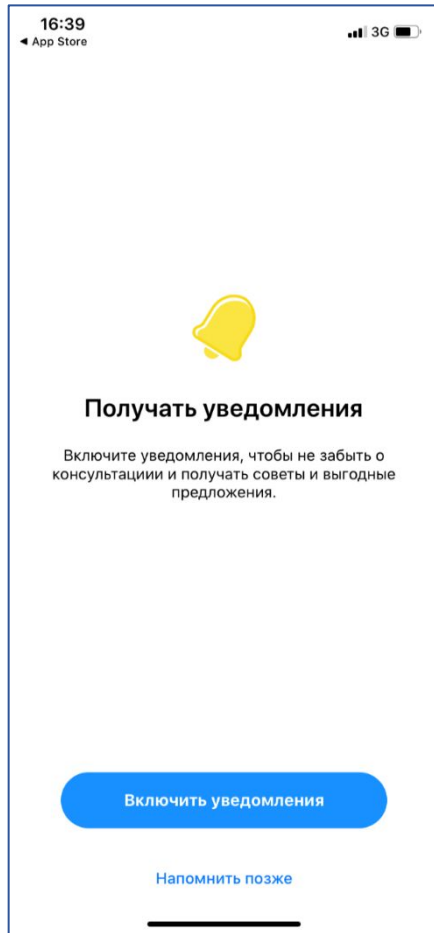 16:39
◀ App Store
3G
Получать уведомления
Включите уведомления, чтобы не забыть о
консультациии и получать советы и выгодные
предложения.
Включить уведомления
Напомнить позже